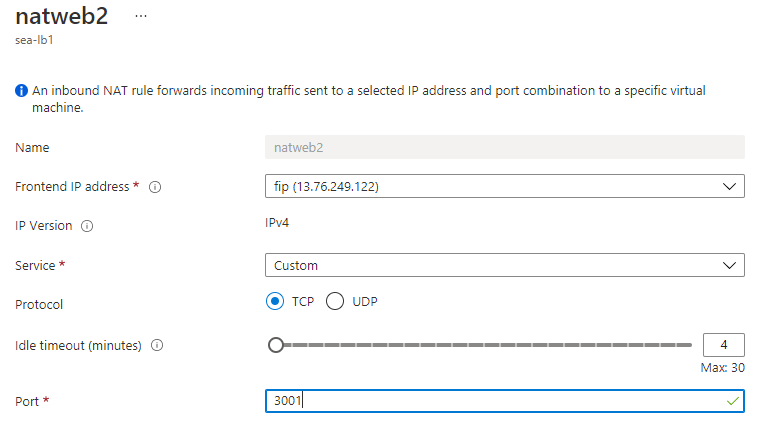 natweb2 ...
sea-lb1
An inbound NAT rule forwards incoming traffic sent to a selected IP address and port combination to a specific virtual
machine.
Name natweb2
Frontend IP address * fip (13.76.249.122)
IP Version IPv4
Service * Custom
Protocol TCP UDP
Idle timeout (minutes) 4
Max: 30
Port * 3001